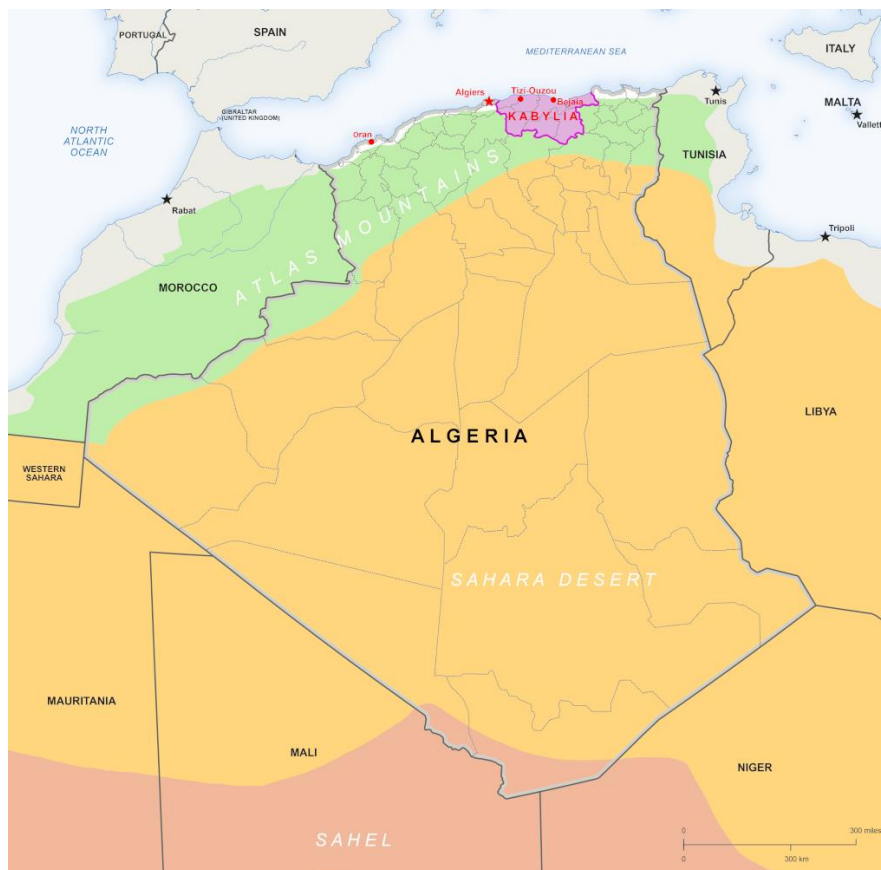 PORTUGAL
SPAIN
MEDITERRANEAN SEA
ITALY
Algiers
Tizi-Ouzou
Bejaia
Tunis
KABYLIA
MALTA
GIBRALTAR
(UNITED KINGDOM)
Vallett
NORTH
ATLANTIC
OCEAN
Oran
TUNISIA
Rabat
Tripoli
ATLAS MOUNTAINS
MOROCCO
LIBYA
ALGERIA
WESTERN
SAHARA
SAHARA DESERT
MAURITANIA
MALI
NIGER
SAHEL
0 300 miles
0 300 km